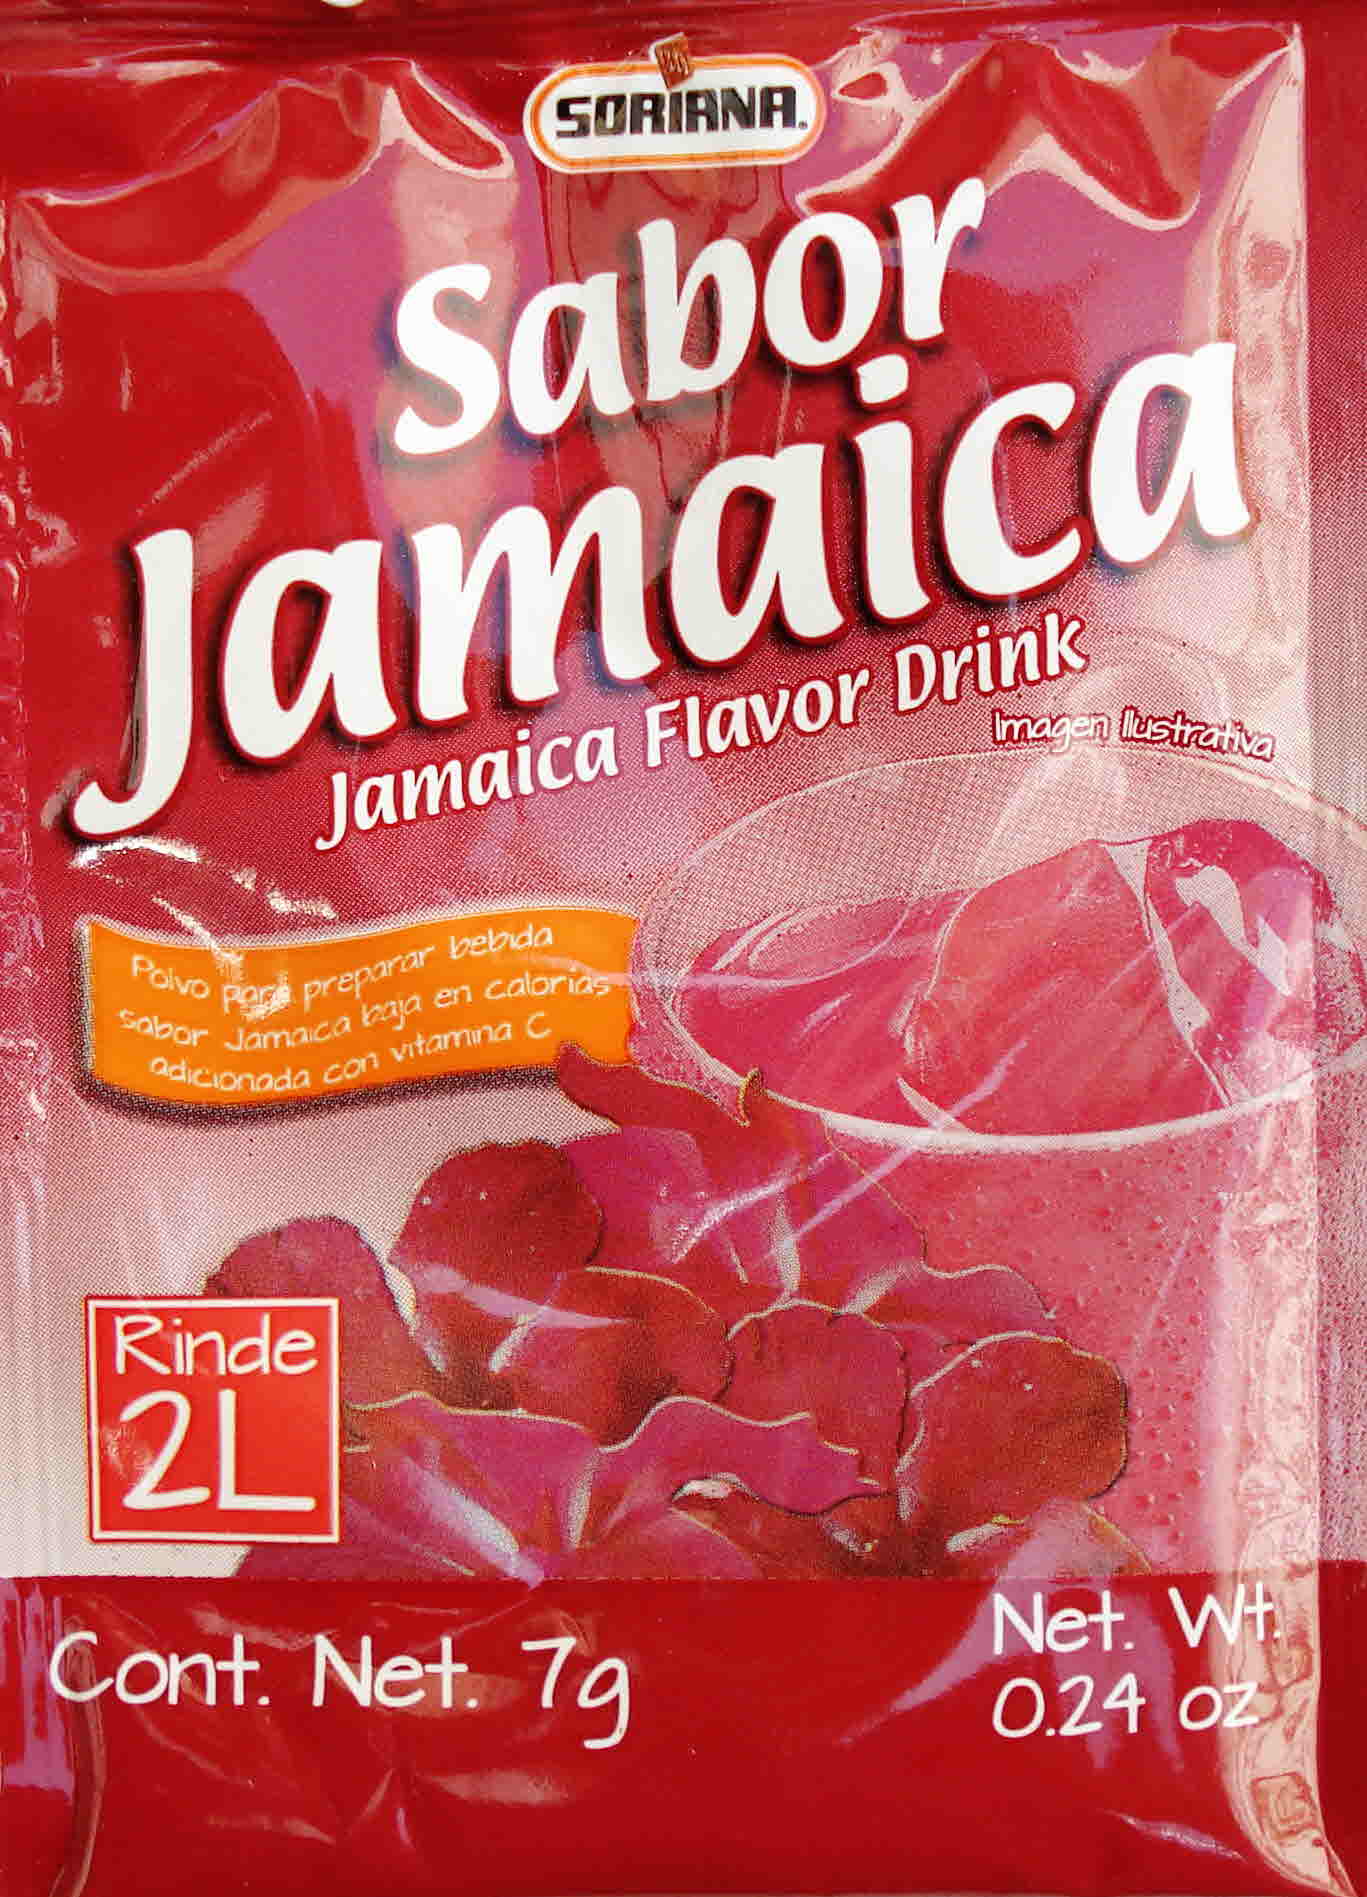 SORIANA.
Sabor
Jamaica
Jamaica Flavor Drink
Imagen Ilustrativa
Polvo para preparar bebida
sabor Jamaica baja en calorías
adicionada con vitamina C
Rinde
2L
Cont. Net. 7g
Net. Wt.
0.24 oz